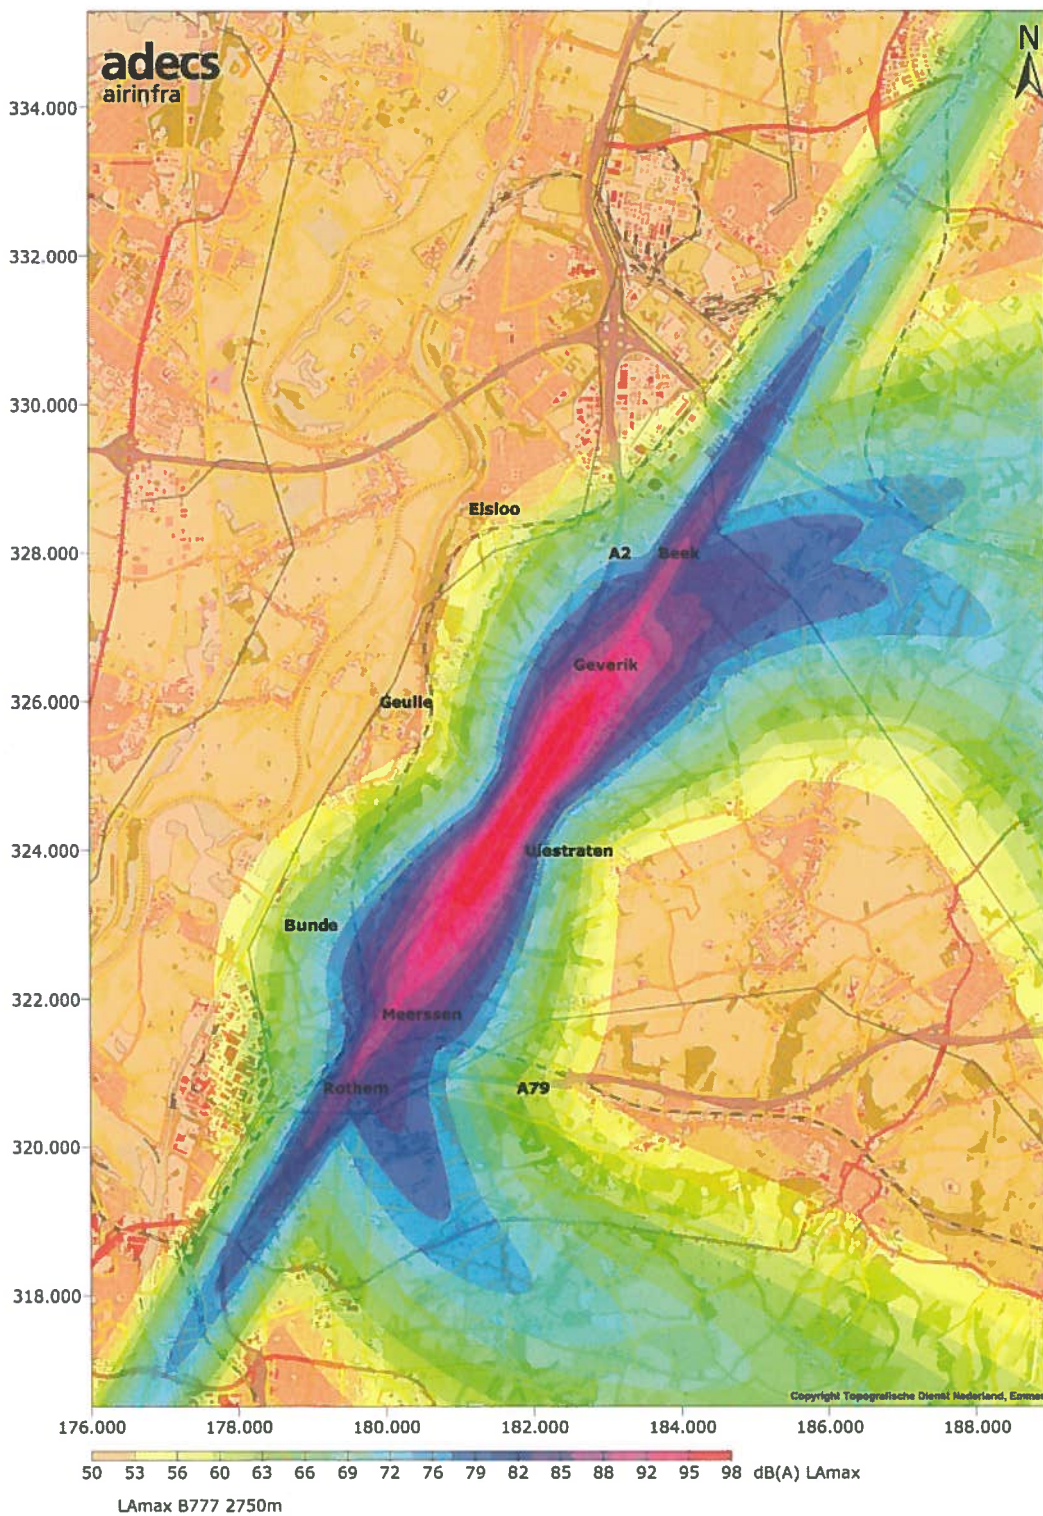 adecs
airinfra
N
334.000
332.000
330.000
328.000
326.000
324.000
322.000
320.000
318.000
Elsloo
A2
Beek
Geverik
Geulle
Ulestraten
Bunde
Meerssen
Rothem
A79
Copyright Topografische Dienst Nederland, Emmen
176.000 178.000 180.000 182.000 184.000 186.000 188.000
50 53 56 60 63 66 69 72 76 79 82 85 88 92 95 98 dB(A) LAmax
LAmax B777 2750m